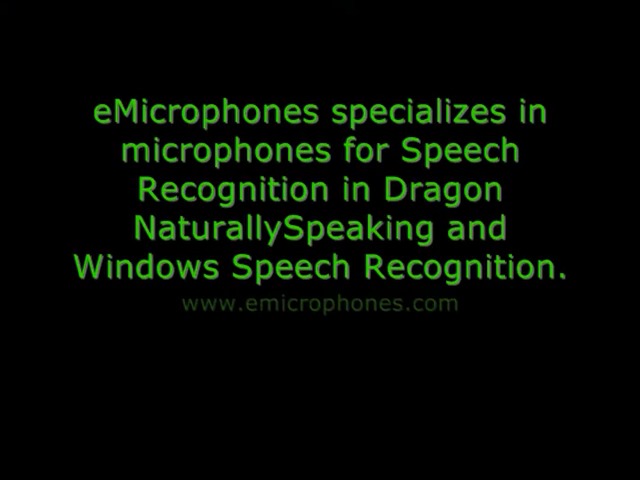 eMicrophones specializes in
microphones for Speech
Recognition in Dragon
NaturallySpeaking and
Windows Speech Recognition.
www.emicrophones.com